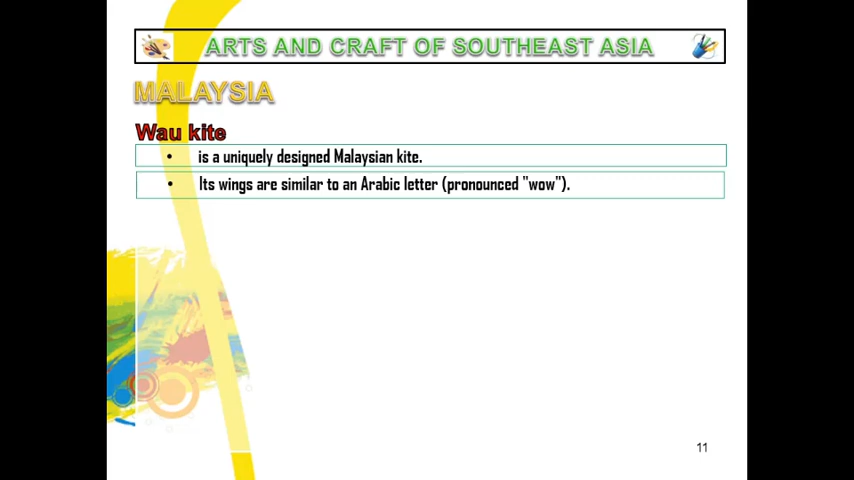 ARTS AND CRAFT OF SOUTHEAST ASIA
MALAYSIA
Wau kite
• is a uniquely designed Malaysian kite.
• Its wings are similar to an Arabic letter (pronounced "wow").
11